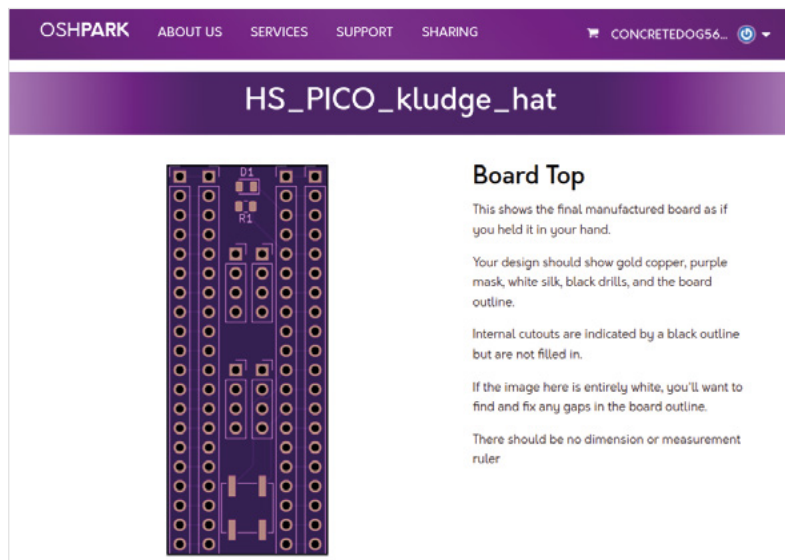 OSHPARK ABOUT US SERVICES SUPPORT SHARING CONCRETEDOG56...
HS_PICO_kludge_hat
D1
R1
Board Top
This shows the final manufactured board as if
you held it in your hand.
Your design should show gold copper, purple
mask, white silk, black drills, and the board
outline.
Internal cutouts are indicated by a black outline
but are not filled in.
If the image here is entirely white, you'll want to
find and fix any gaps in the board outline.
There should be no dimension or measurement
ruler